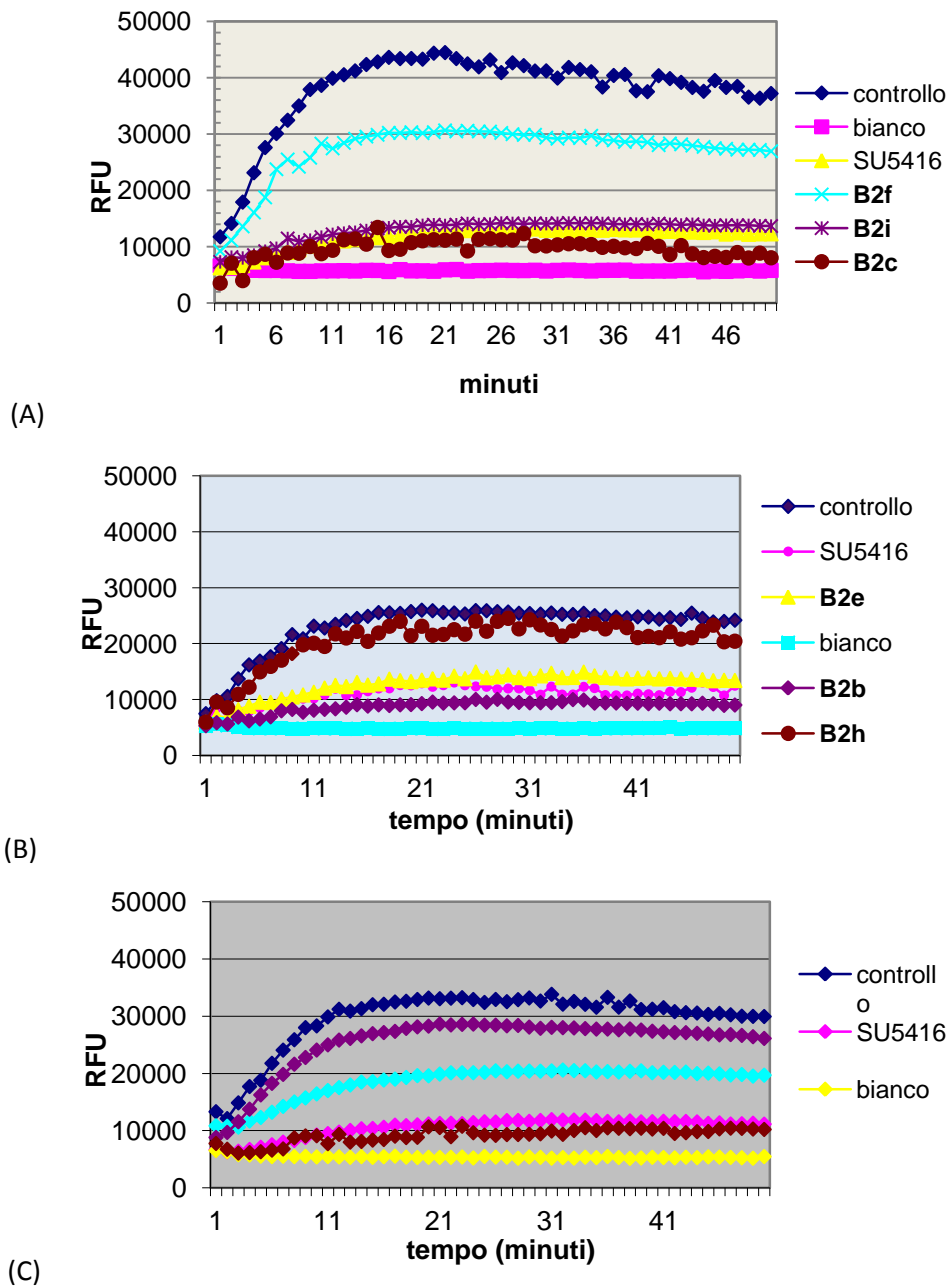 50000
40000
30000
20000
10000
0
RFU
1 6 11 16 21 26 31 36 41 46
minuti
controllo
bianco
SU5416
B2f
B2i
B2c
(A)
50000
40000
30000
20000
10000
0
RFU
1 11 21 31 41
tempo (minuti)
controllo
SU5416
B2e
bianco
B2b
B2h
(B)
50000
40000
30000
20000
10000
0
RFU
1 11 21 31 41
tempo (minuti)
controll
o
SU5416
bianco
(C)